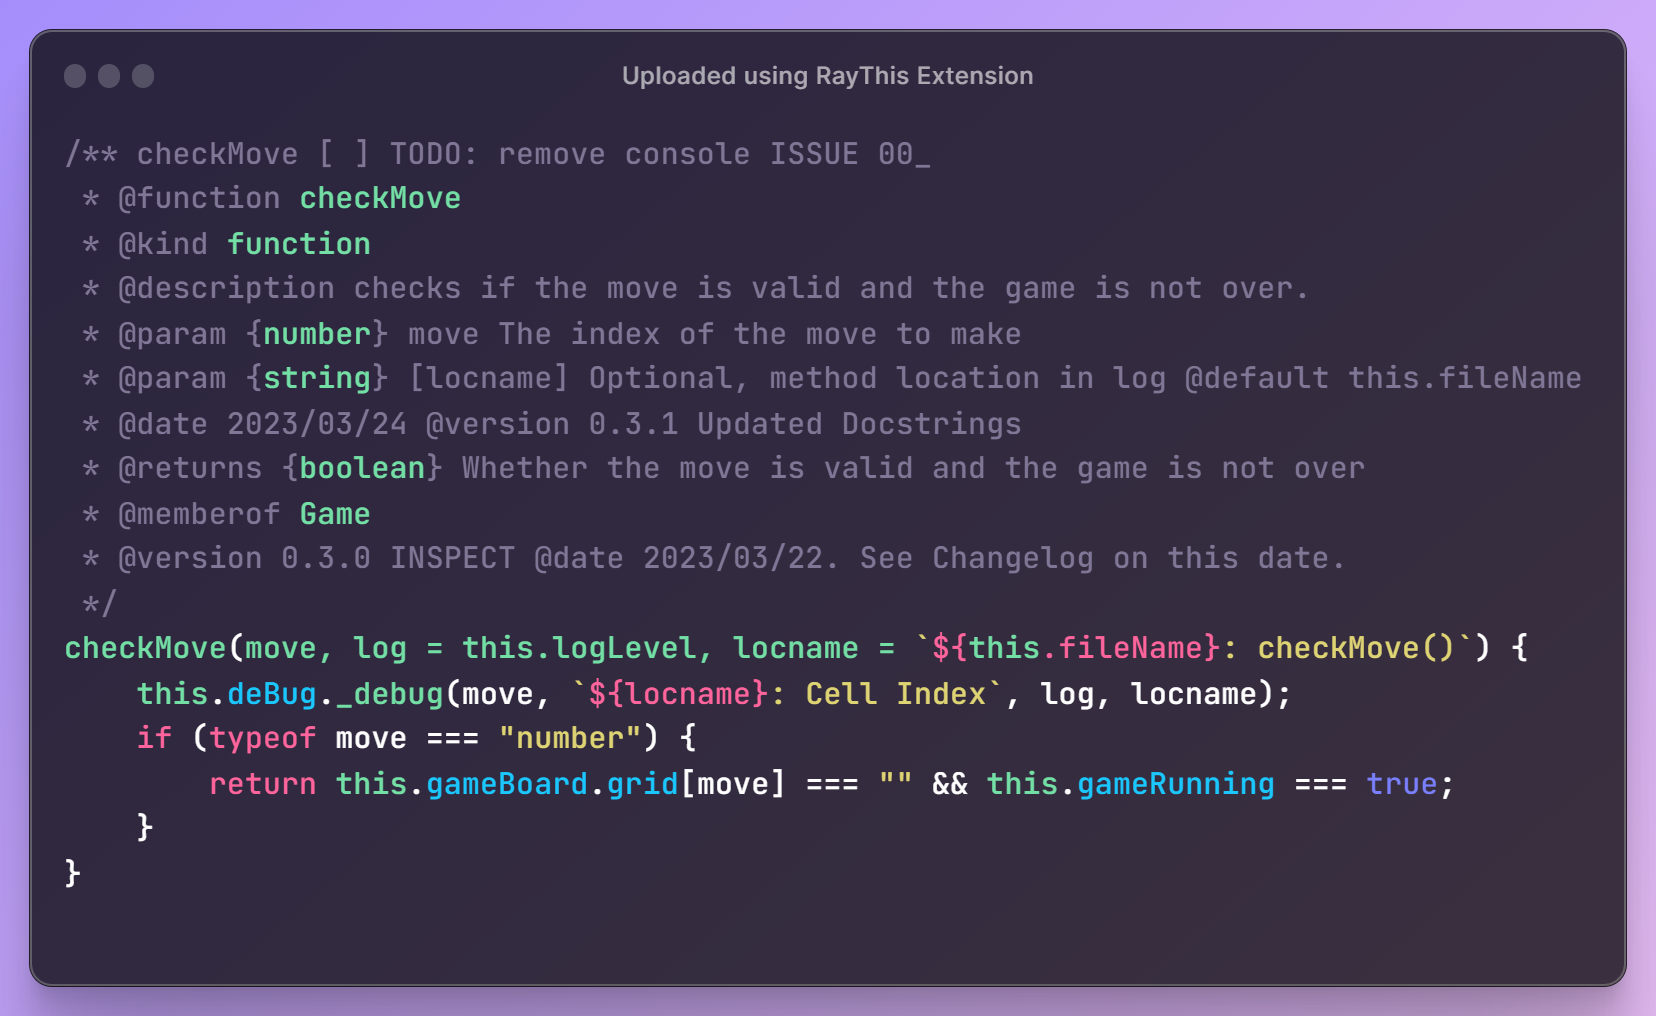 Uploaded using RayThis Extension
/** checkMove [ ] TODO: remove console ISSUE 00_
 * @function checkMove
 * @kind function
 * @description checks if the move is valid and the game is not over.
 * @param {number} move The index of the move to make
 * @param {string} [locname] Optional, method location in log @default this.fileName
 * @date 2023/03/24 @version 0.3.1 Updated Docstrings
 * @returns {boolean} Whether the move is valid and the game is not over
 * @memberof Game
 * @version 0.3.0 INSPECT @date 2023/03/22. See Changelog on this date.
 */
checkMove(move, log = this.logLevel, locname = `${this.fileName}: checkMove()`) {
    this.deBug._debug(move, `${locname}: Cell Index`, log, locname);
    if (typeof move === "number") {
        return this.gameBoard.grid[move] === "" && this.gameRunning === true;
    }
}